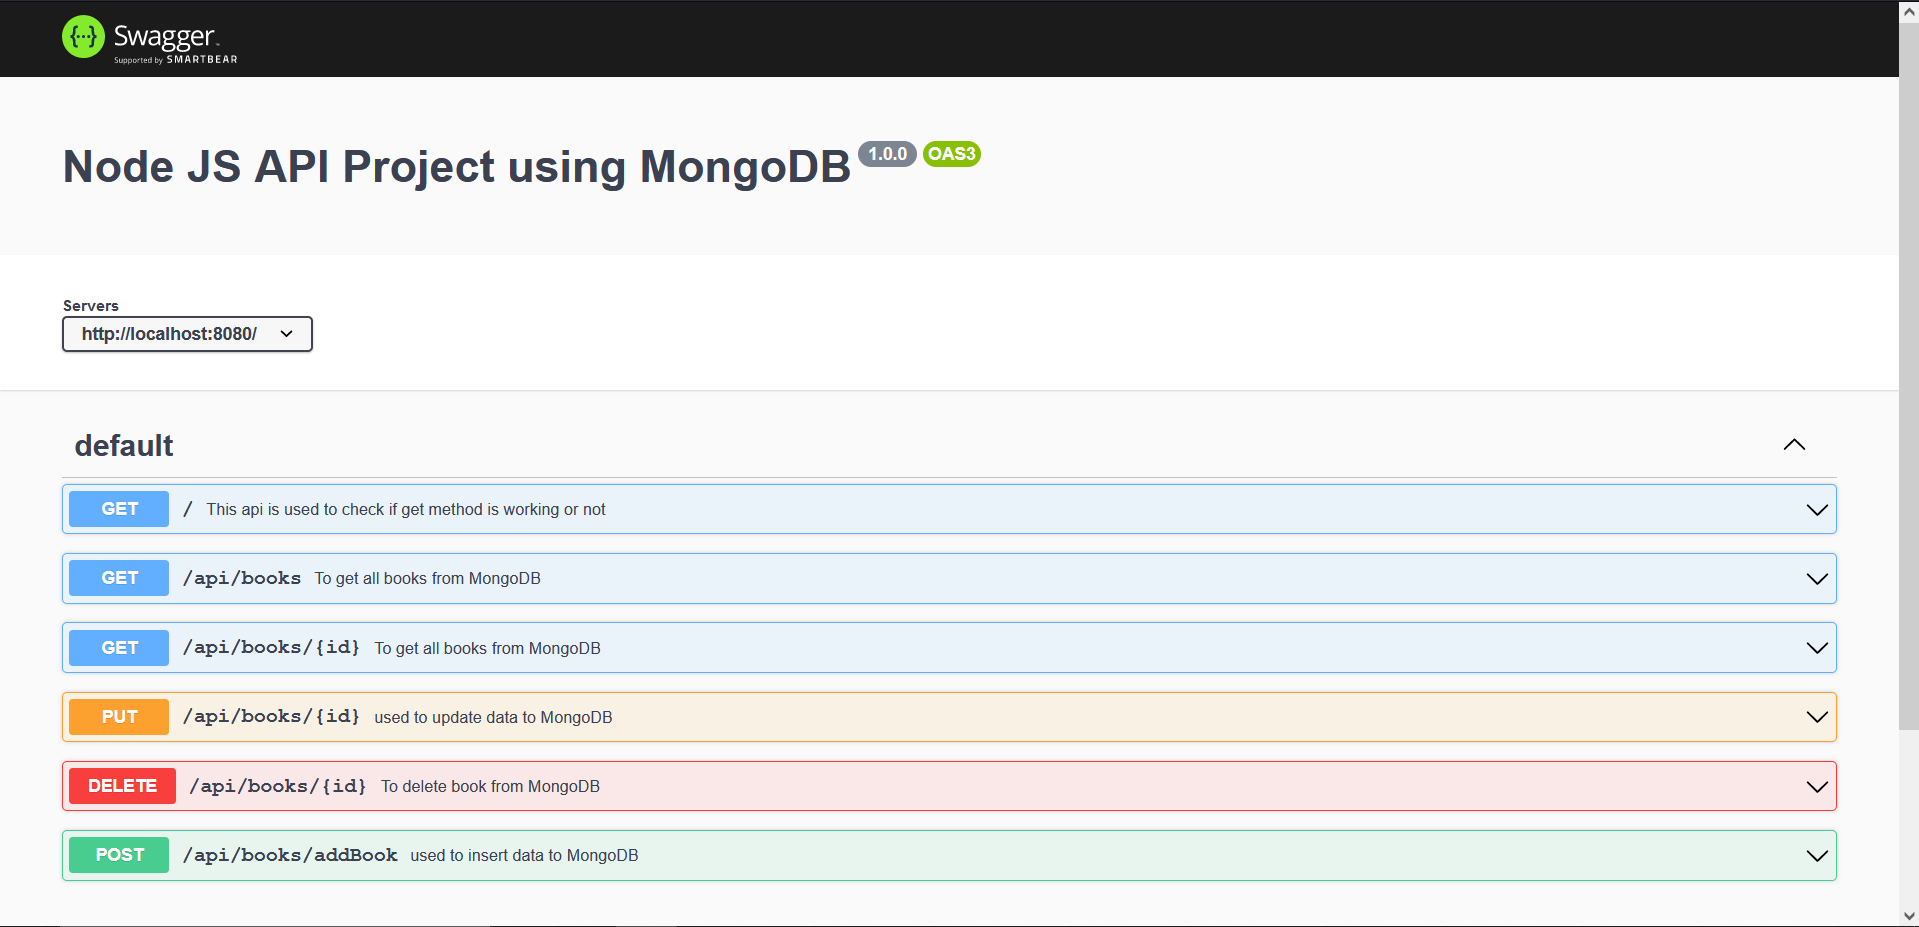 Swagger
Supported by SMARTBEAR
Node JS API Project using MongoDB 1.0.0 OAS3
Servers
http://localhost:8080/
default
GET / This api is used to check if get method is working or not
GET /api/books To get all books from MongoDB
GET /api/books/{id} To get all books from MongoDB
PUT /api/books/{id} used to update data to MongoDB
DELETE /api/books/{id} To delete book from MongoDB
POST /api/books/addBook used to insert data to MongoDB